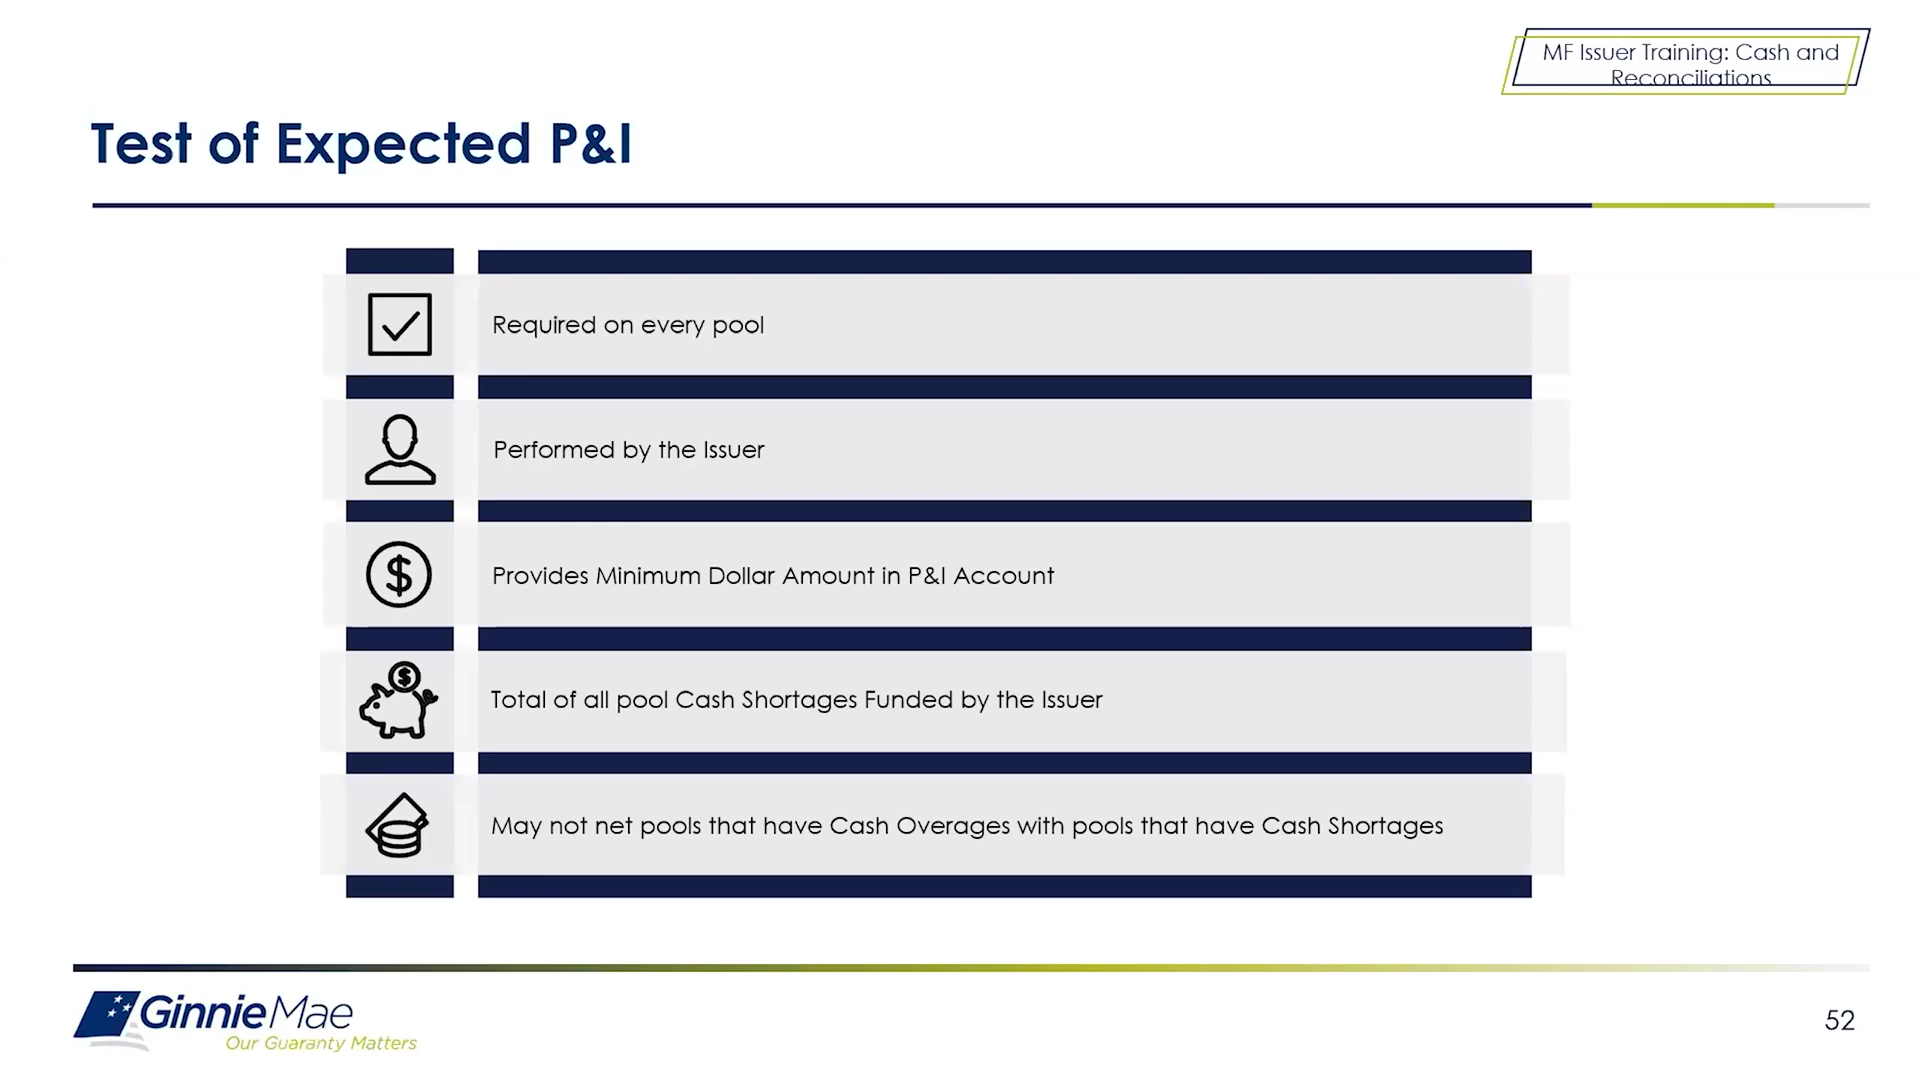 MF Issuer Training: Cash and
Reconciliations
Test of Expected P&I
Required on every pool
Performed by the Issuer
$
Provides Minimum Dollar Amount in P&I Account
$
Total of all pool Cash Shortages Funded by the Issuer
May not net pools that have Cash Overages with pools that have Cash Shortages
GinnieMae
Our Guaranty Matters
52